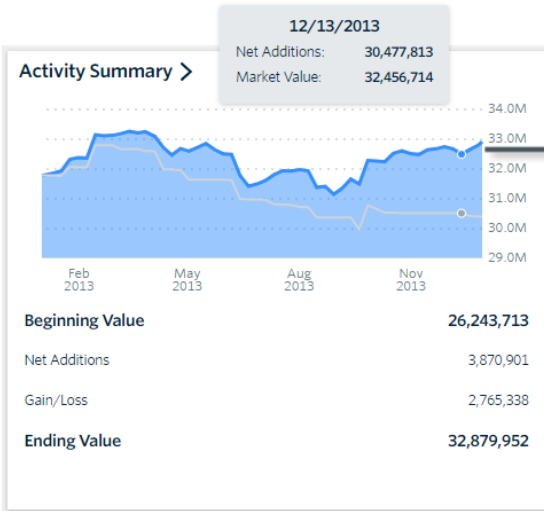 12/13/2013
Net Additions: 30,477,813
Market Value: 32,456,714
Activity Summary >
34.0M
33.0M
32.0M
31.0M
30.0M
29.0M
Feb May Aug Nov
2013 2013 2013 2013
Beginning Value 26,243,713
Net Additions 3,870,901
Gain/Loss 2,765,338
Ending Value 32,879,952